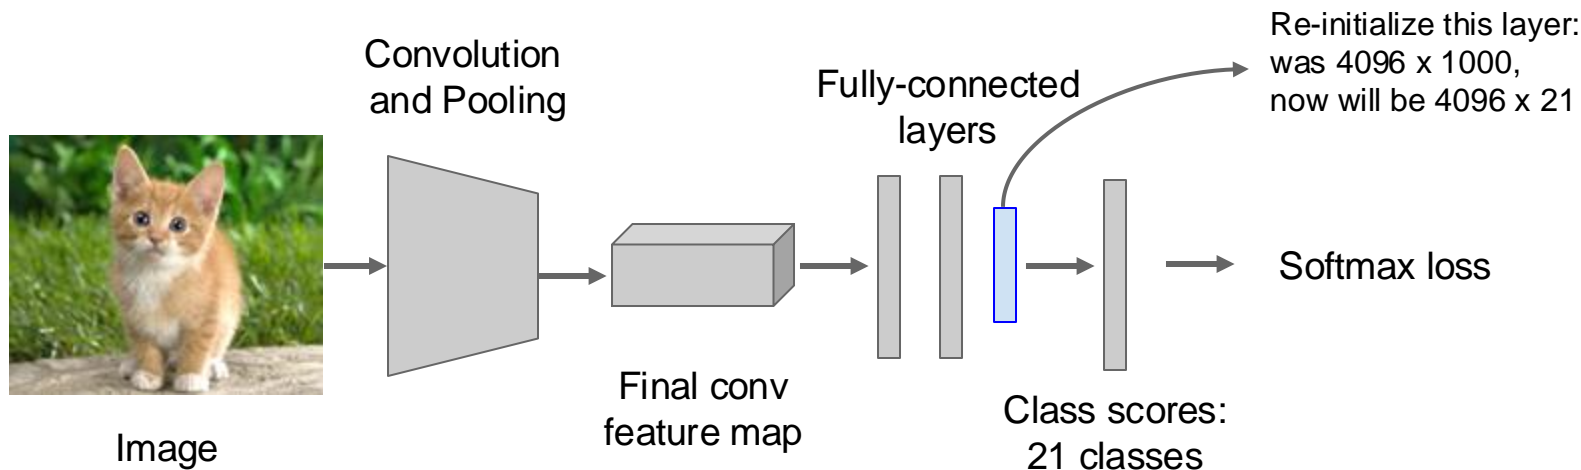 Convolution
and Pooling
Fully-connected
layers
Re-initialize this layer:
was 4096 x 1000,
now will be 4096 x 21
Softmax loss
Image
Final conv
feature map
Class scores:
21 classes